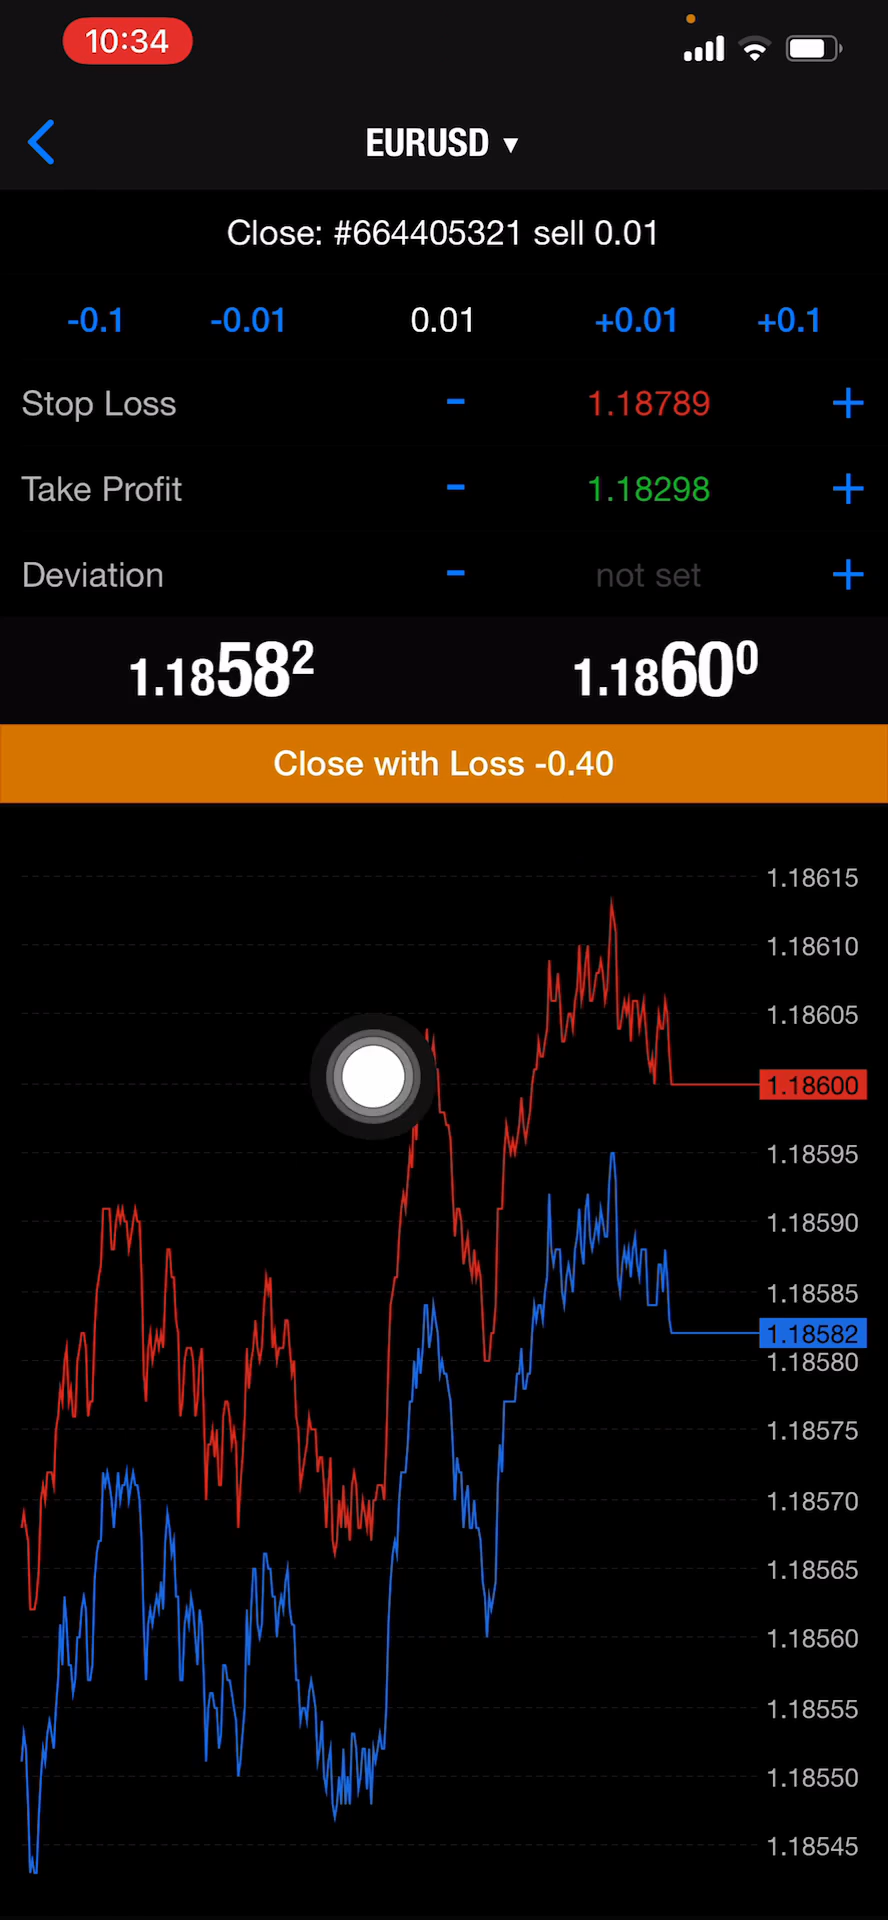 10:34
EURUSD ▼
Close: #664405321 sell 0.01
-0.1 -0.01 0.01 +0.01 +0.1
Stop Loss - 1.18789 +
Take Profit - 1.18298 +
Deviation - not set +
1.18582 1.18600
Close with Loss -0.40
1.18615
1.18610
1.18605
1.18600
1.18595
1.18590
1.18585
1.18582
1.18580
1.18575
1.18570
1.18565
1.18560
1.18555
1.18550
1.18545